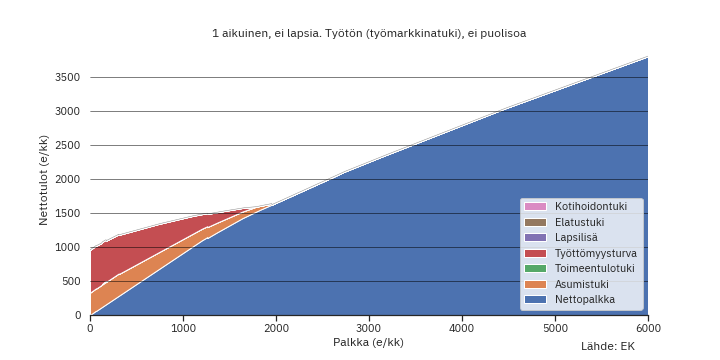 1 aikuinen, ei lapsia. Työtön (työmarkkinatuki), ei puolisoa
Nettotulot (e/kk)
3500
3000
2500
2000
1500
1000
500
0
Kotihoidontuki
Elatustuki
Lapsilisä
Työttömyysturva
Toimeentulotuki
Asumistuki
Nettopalkka
0 1000 2000 3000 4000 5000 6000
Palkka (e/kk)
Lähde: EK